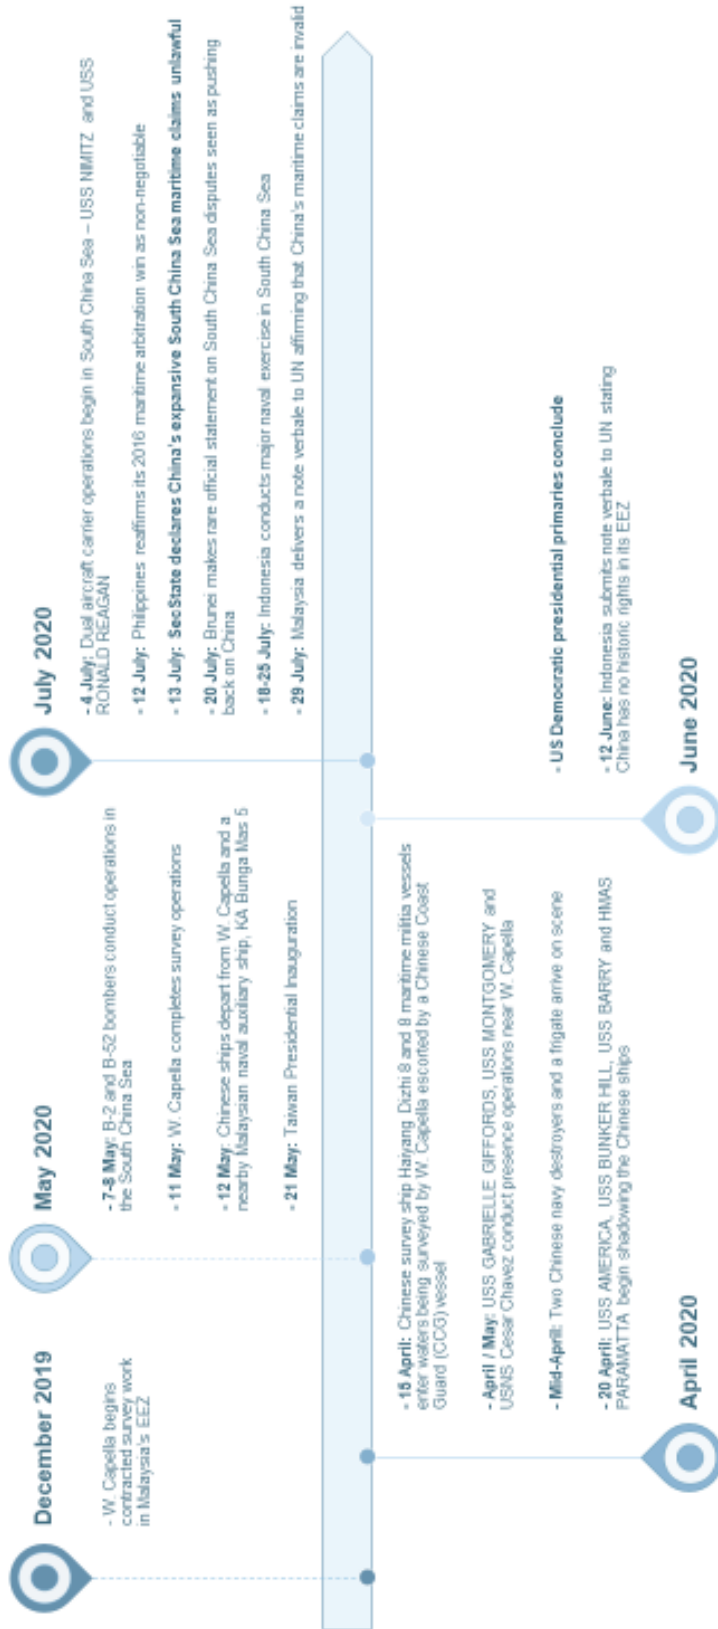 December 2019
- W. Capella begins
contracted survey work
in Malaysia's EEZ
May 2020
- 7-8 May: B-2 and B-52 bombers conduct operations in
the South China Sea
- 11 May: W. Capella completes survey operations
- 12 May: Chinese ships depart from W. Capella and a
nearby Malaysian naval auxiliary ship, KA Bunga Mas 5
- 21 May: Taiwan Presidential Inauguration
July 2020
- 4 July: Dual aircraft carrier operations begin in South China Sea – USS NIMITZ and USS
RONALD REAGAN
- 12 July: Philippines reaffirms its 2016 maritime arbitration win as non-negotiable
- 13 July: SecState declares China's expansive South China Sea maritime claims unlawful
- 20 July: Brunei makes rare official statement on South China Sea disputes seen as pushing
back on China
- 18-25 July: Indonesia conducts major naval exercise in South China Sea
- 29 July: Malaysia delivers a note verbale to UN affirming that China's maritime claims are invalid
- 15 April: Chinese survey ship Haiyang Dizhi 8 and 8 maritime militia vessels
enter waters being surveyed by W. Capella escorted by a Chinese Coast
Guard (CCG) vessel
- April / May: USS GABRIELLE GIFFORDS, USS MONTGOMERY and
USNS Cesar Chavez conduct presence operations near W. Capella
- Mid-April: Two Chinese navy destroyers and a frigate arrive on scene
- 20 April: USS AMERICA, USS BUNKER HILL, USS BARRY and HMAS
PARAMATTA begin shadowing the Chinese ships
April 2020
- US Democratic presidential primaries conclude
- 12 June: Indonesia submits note verbale to UN stating
China has no historic rights in its EEZ
June 2020